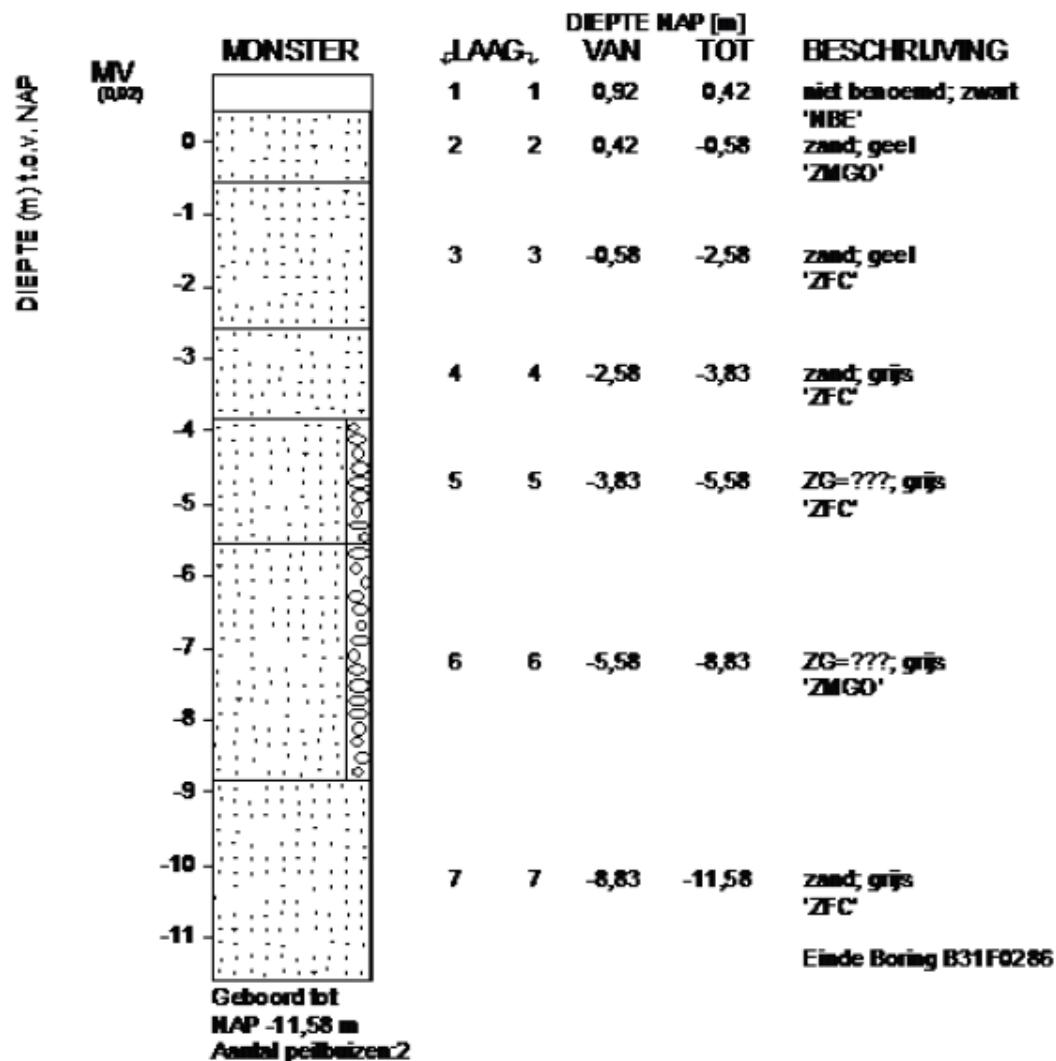 DIEPTE NAP [m]
MONSTER LAAG VAN TOT BESCHRIJVING
MV
(0,92)
1 1 0,92 0,42 niet benoemd; zwart
'NBE'
2 2 0,42 -0,58 zand; geel
'ZMGO'
3 3 -0,58 -2,58 zand; geel
'ZFC'
4 4 -2,58 -3,83 zand; grijs
'ZFC'
5 5 -3,83 -5,58 ZG=???; grijs
'ZFC'
6 6 -5,58 -8,83 ZG=???; grijs
'ZMGO'
7 7 -8,83 -11,58 zand; grijs
'ZFC'
Einde Boring B31F0286
DIEPTE (m) t.o.v. NAP
0
-1
-2
-3
-4
-5
-6
-7
-8
-9
-10
-11
Geboord tot
NAP -11,58 m
Aantal peilbuizen:2